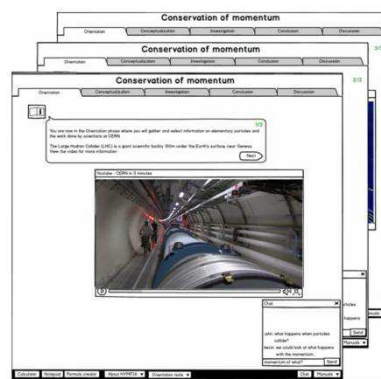 Conservation of momentum
Orientation Conceptualization Investigation Conclusion Discussion
Conservation of momentum
Orientation Conceptualization Investigation Conclusion Discussion
Conservation of momentum
2/2
Orientation Conceptualization Investigation Conclusion Discussion
1/2
You are now in the Orientation phase where you will gather and select information on elementary particles and
the work done by scientists at CERN
The Large Hadron Collider (LHC) is a giant scientific facility 100m under the Earth's surface, near Geneva.
View the video for more information
Next
Youtube - CERN in 3 minutes
Chat
john: what happens when particles
collide?
kevin: we could look at what happens
with the momentum.
momentum of what?
Send
Calculator Notepad Formula creator About HYPATIA Orientation tools Chat Manuals
particles
happens
Send
Manuals
Send